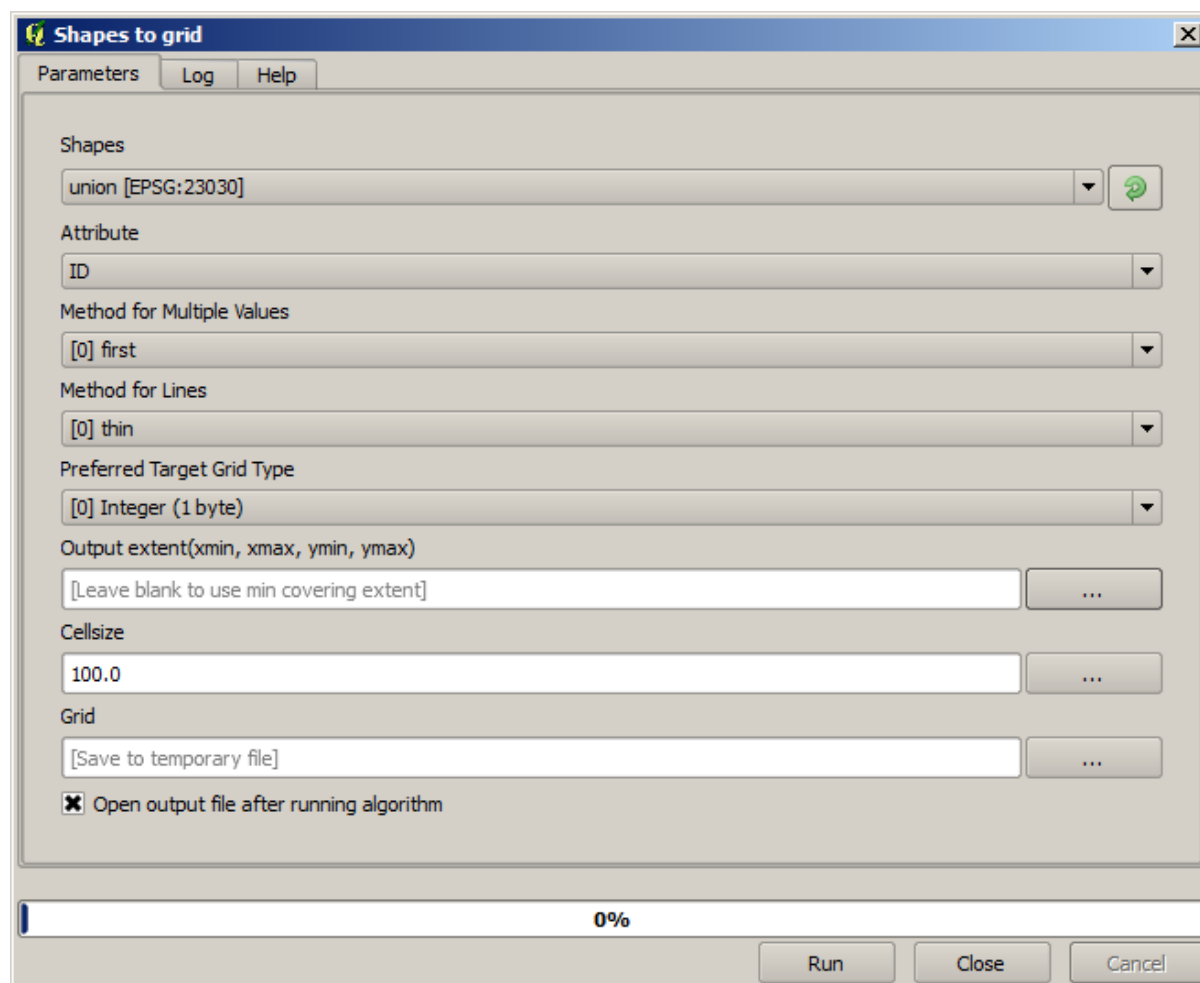 Shapes to grid
Parameters Log Help
Shapes
union [EPSG:23030]
Attribute
ID
Method for Multiple Values
[0] first
Method for Lines
[0] thin
Preferred Target Grid Type
[0] Integer (1 byte)
Output extent(xmin, xmax, ymin, ymax)
[Leave blank to use min covering extent] ...
Cellsize
100.0 ...
Grid
[Save to temporary file] ...
Open output file after running algorithm
0%
Run Close Cancel